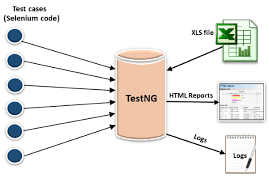 Test cases
(Selenium code)
XLS file
TestNG
HTML Reports
Logs
Logs